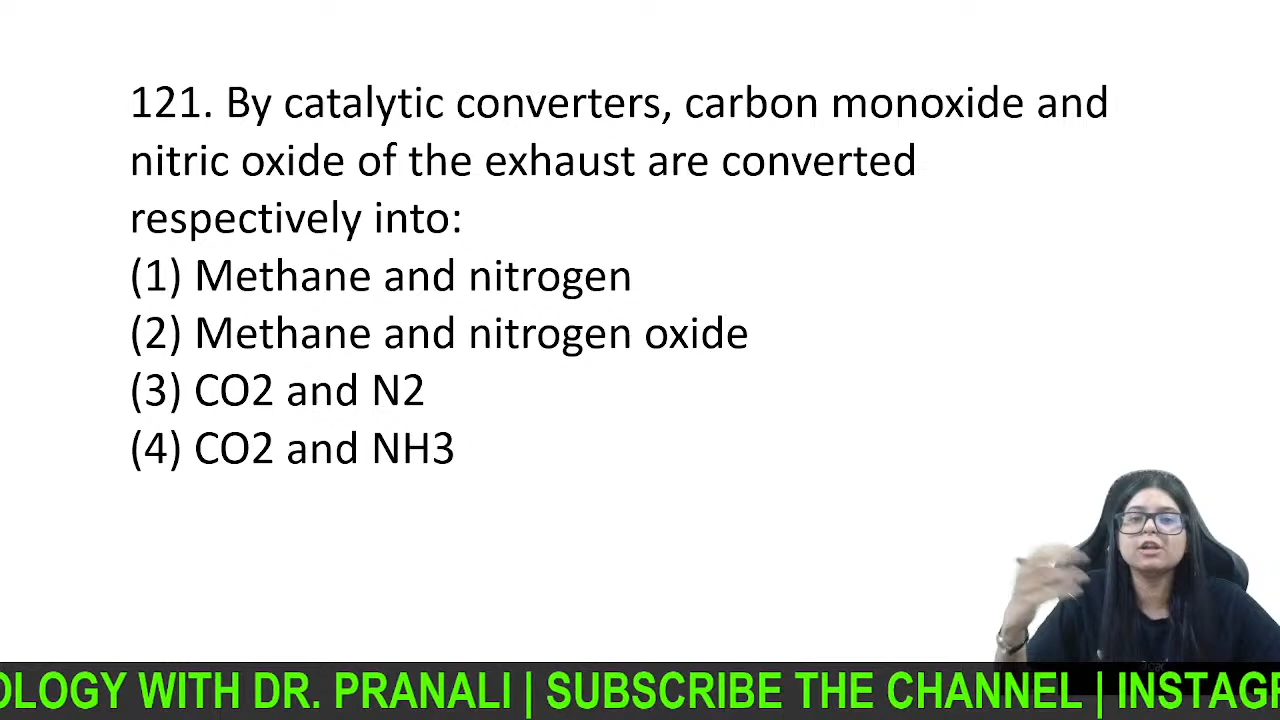 121. By catalytic converters, carbon monoxide and
nitric oxide of the exhaust are converted
respectively into:
(1) Methane and nitrogen
(2) Methane and nitrogen oxide
(3) CO2 and N2
(4) CO2 and NH3
OLOGY WITH DR. PRANALI | SUBSCRIBE THE CHANNEL | INSTAG